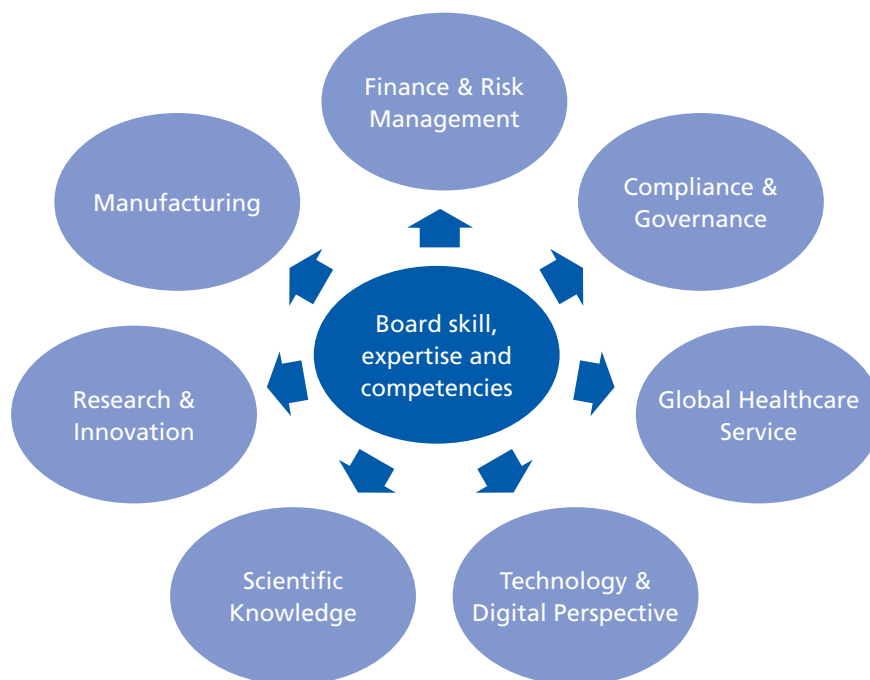 Finance & Risk
Management
Compliance &
Governance
Global Healthcare
Service
Technology &
Digital Perspective
Scientific
Knowledge
Research &
Innovation
Manufacturing
Board skill,
expertise and
competencies